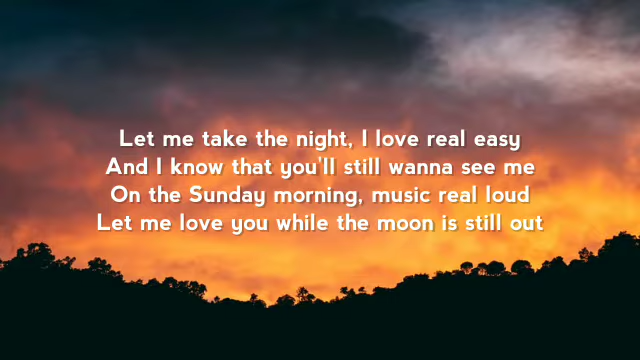 Let me take the night, I love real easy
And I know that you'll still wanna see me
On the Sunday morning, music real loud
Let me love you while the moon is still out